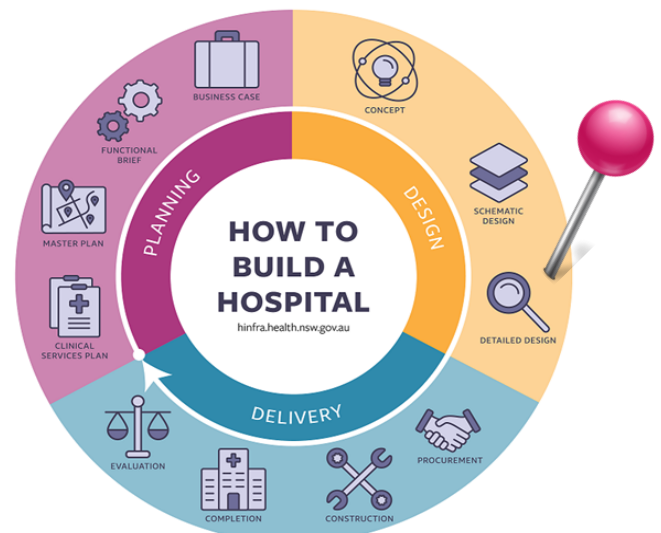 HOW TO
BUILD A
HOSPITAL
hinfra.health.nsw.gov.au
PLANNING
CLINICAL
SERVICES PLAN
MASTER PLAN
FUNCTIONAL
BRIEF
BUSINESS CASE
DESIGN
CONCEPT
SCHEMATIC
DESIGN
DETAILED DESIGN
DELIVERY
PROCUREMENT
CONSTRUCTION
COMPLETION
EVALUATION